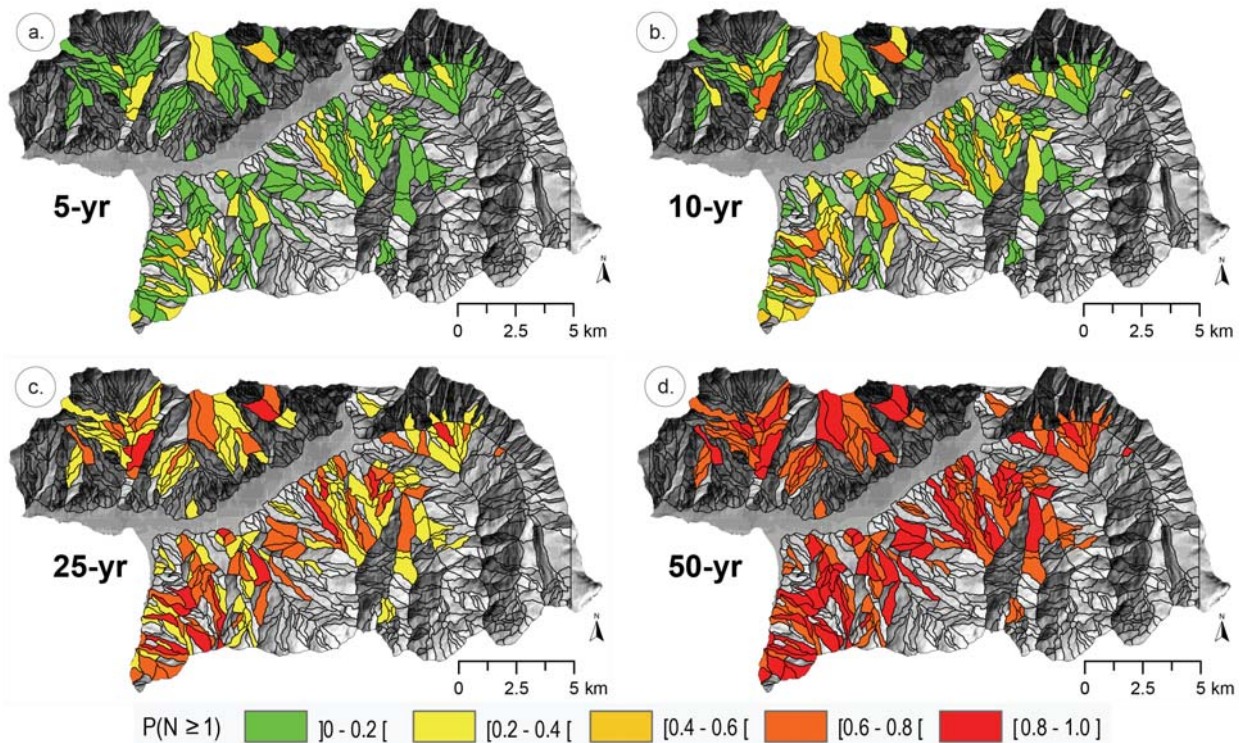 a.
5-yr
N
0 2.5 5 km
b.
10-yr
N
0 2.5 5 km
c.
25-yr
N
0 2.5 5 km
d.
50-yr
N
0 2.5 5 km
P(N ≥ 1) ]0 - 0.2 [ [0.2 - 0.4 [ [0.4 - 0.6 [ [0.6 - 0.8 [ [0.8 - 1.0 ]